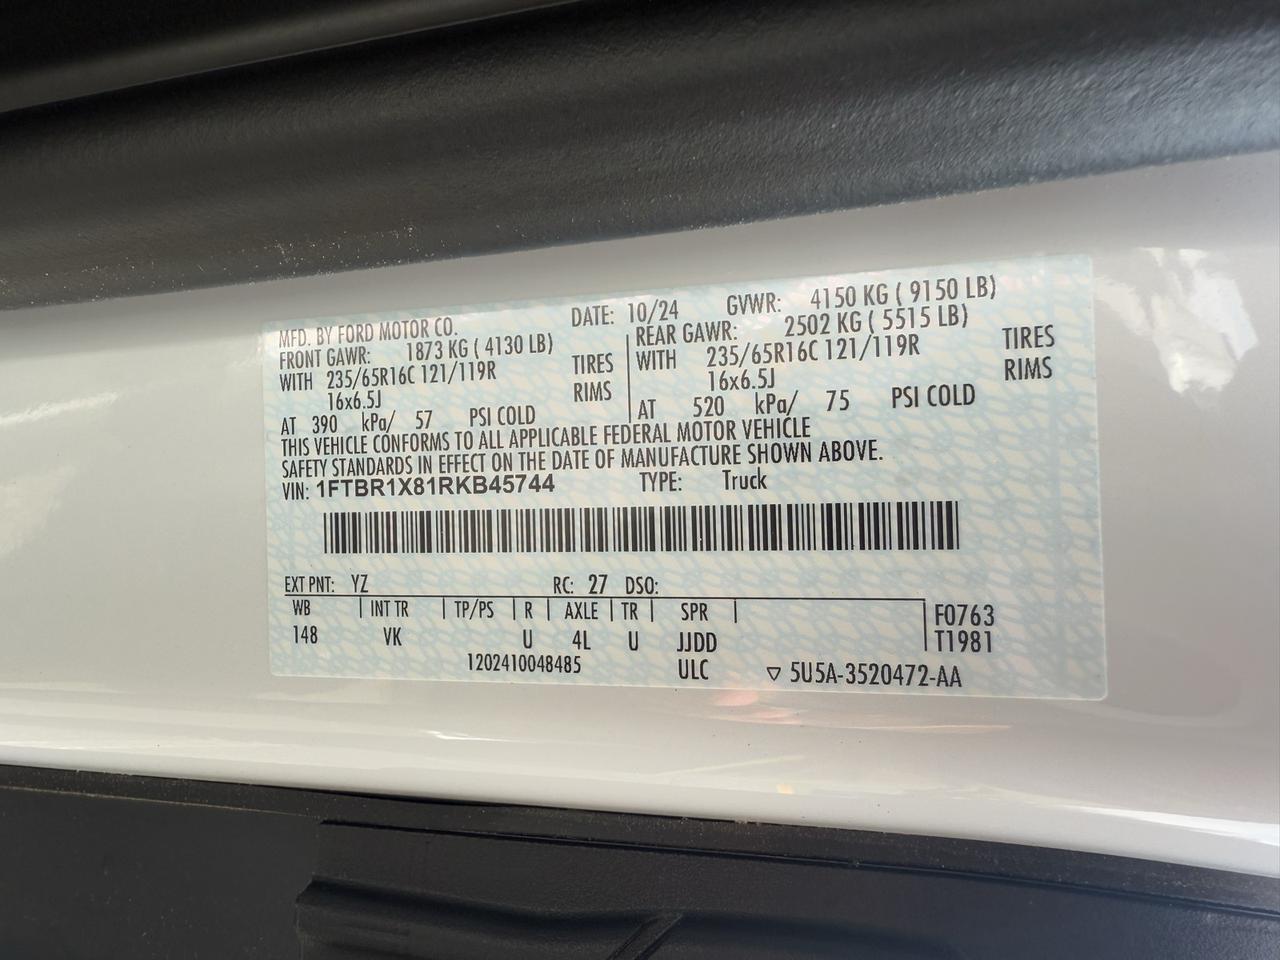 MFD. BY FORD MOTOR CO. DATE: 10/24 GVWR: 4150 KG ( 9150 LB)
FRONT GAWR: 1873 KG ( 4130 LB) REAR GAWR: 2502 KG ( 5515 LB)
WITH 235/65R16C 121/119R TIRES WITH 235/65R16C 121/119R TIRES
16x6.5J RIMS 16x6.5J RIMS
AT 390 kPa/ 57 PSI COLD AT 520 kPa/ 75 PSI COLD
THIS VEHICLE CONFORMS TO ALL APPLICABLE FEDERAL MOTOR VEHICLE
SAFETY STANDARDS IN EFFECT ON THE DATE OF MANUFACTURE SHOWN ABOVE.
VIN: 1FTBR1X81RKB45744 TYPE: Truck
EXT PNT: YZ RC: 27 DSO:
WB INT TR TP/PS R AXLE TR SPR F0763
148 VK U 4L U JJDD T1981
1202410048485 ULC ▽ 5U5A-3520472-AA